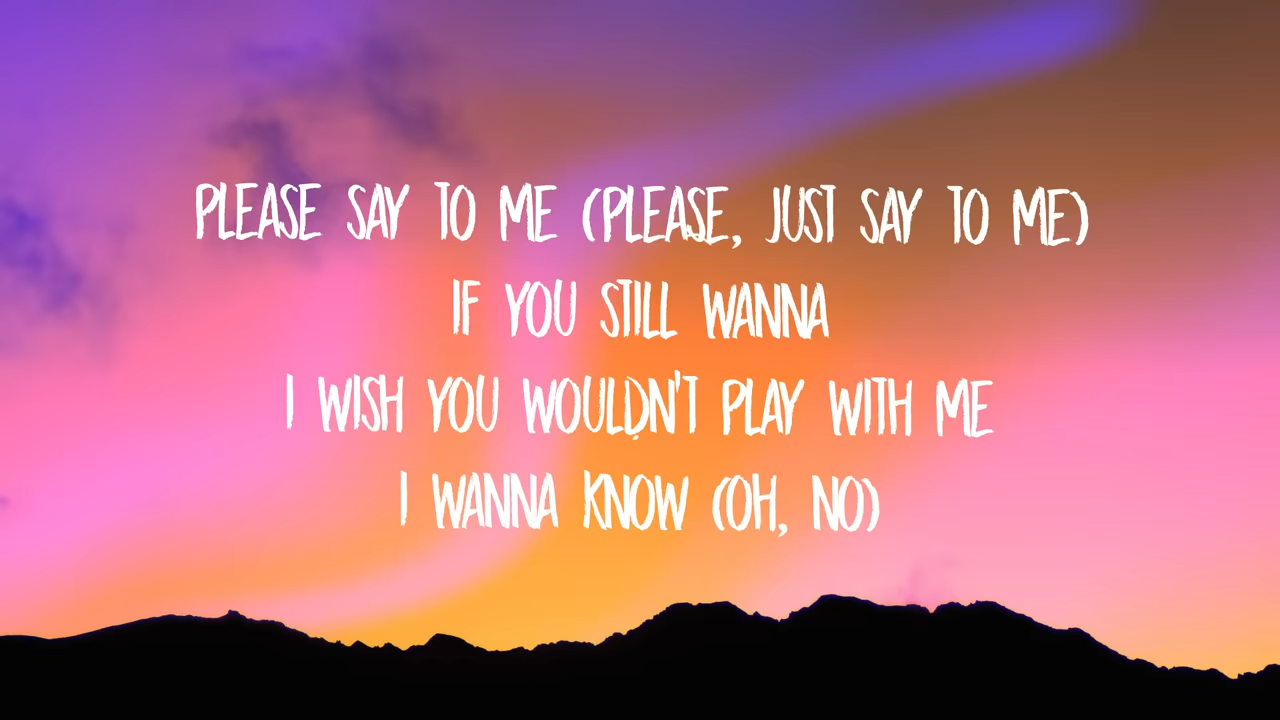 PLEASE SAY TO ME (PLEASE, JUST SAY TO ME)
IF YOU STILL WANNA
I WISH YOU WOULDN'T PLAY WITH ME
I WANNA KNOW (OH, NO)